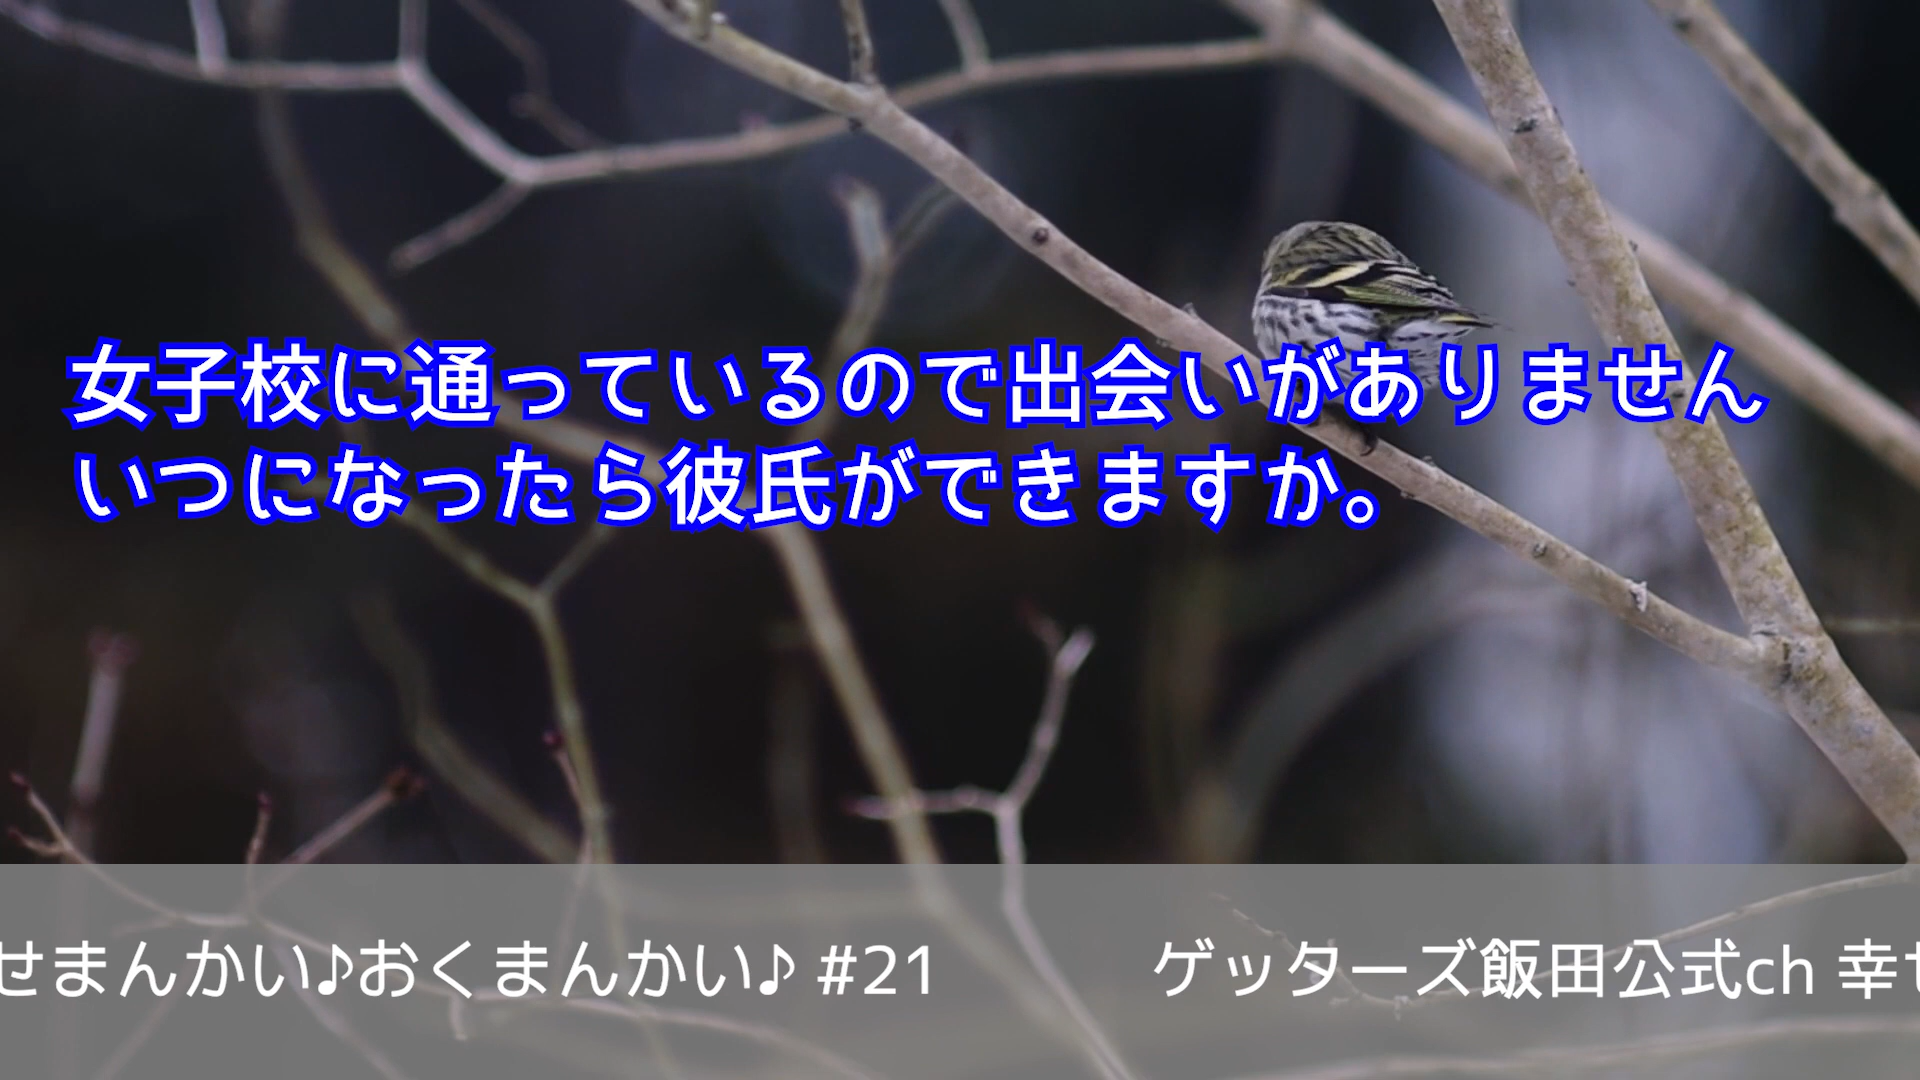 女子校に通っているので出会いがありません
いつになったら彼氏ができますか。
せまんかい♪おくまんかい♪ #21 ゲッターズ飯田公式ch 幸せ